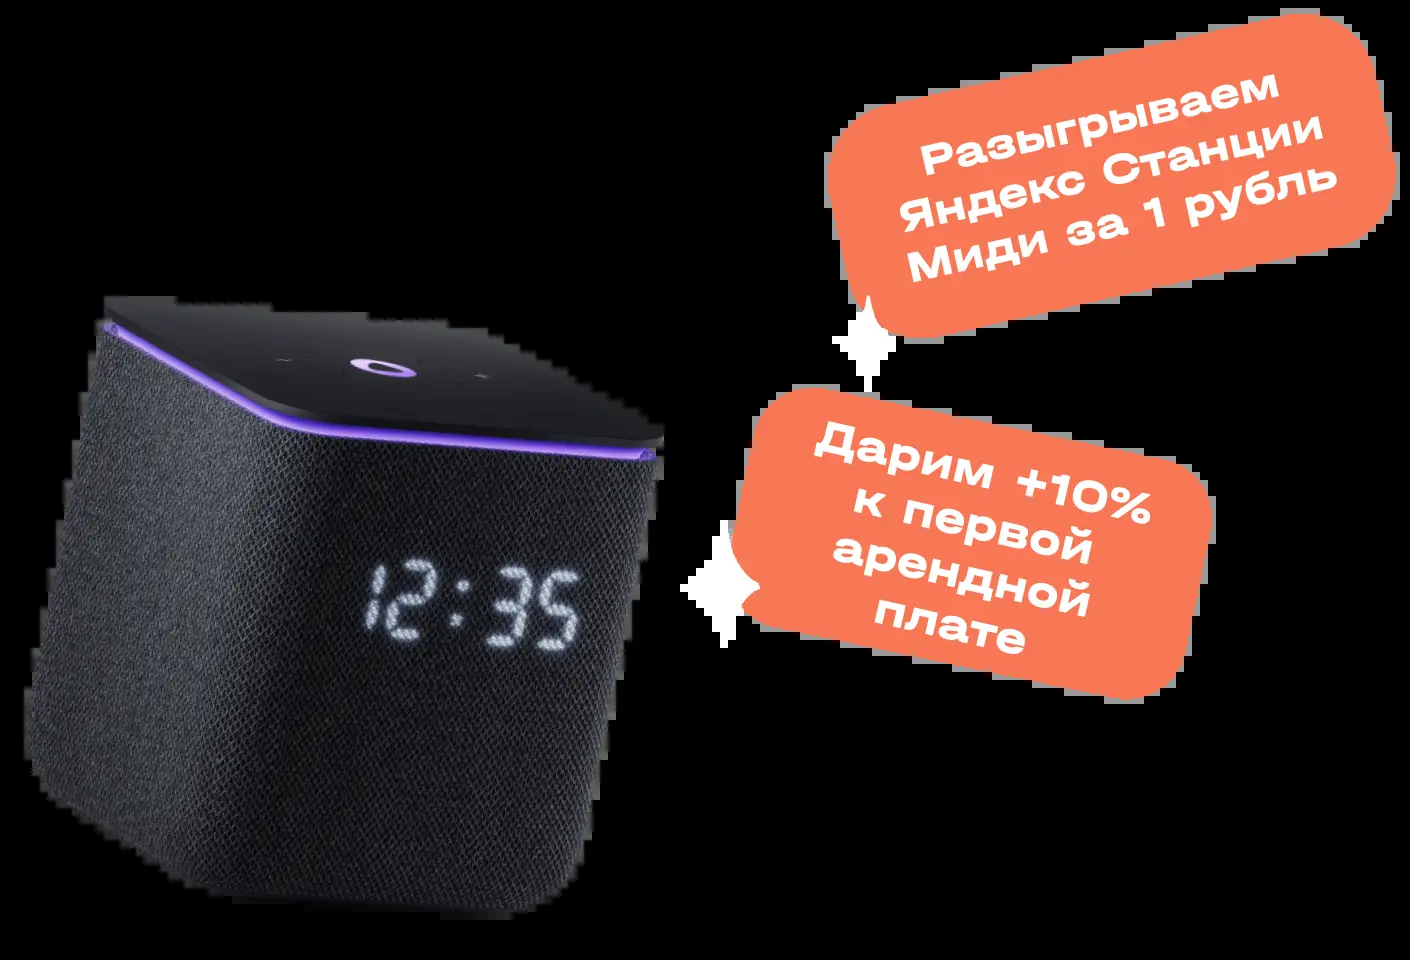 Разыгрываем
Яндекс Станции
Миди за 1 рубль
Дарим +10%
к первой
арендной
плате
12:35